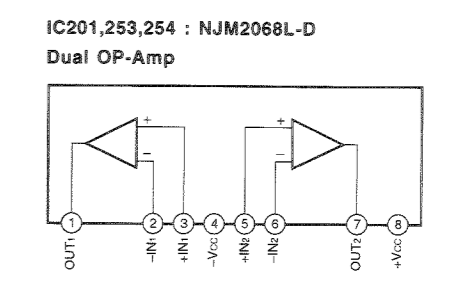 IC201,253,254 : NJM2068L-D
Dual OP-Amp
+ +
− −
1 2 3 4 5 6 7 8
OUT1 −IN1 +IN1 −VCC +IN2 −IN2 OUT2 +VCC